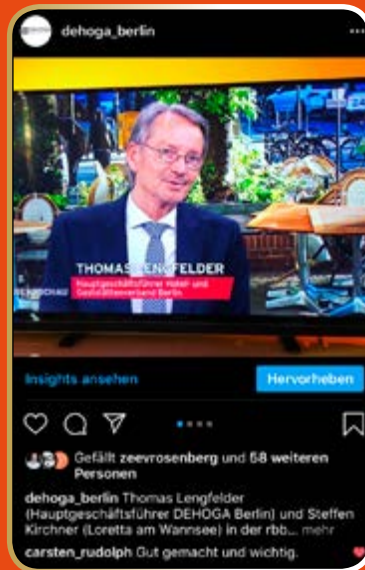 dehoga_berlin
THOMAS LENGFELDER
Hauptgeschäftsführer Hotel- und
Gaststättenverband Berlin
Insights ansehen
Hervorheben
Gefällt zeevrosenberg und 58 weiteren
Personen
dehoga_berlin Thomas Lengfelder
(Hauptgeschäftsführer DEHOGA Berlin) und Steffen
Kirchner (Loretta am Wannsee) in der rbb... mehr
carsten_rudolph Gut gemacht und wichtig.